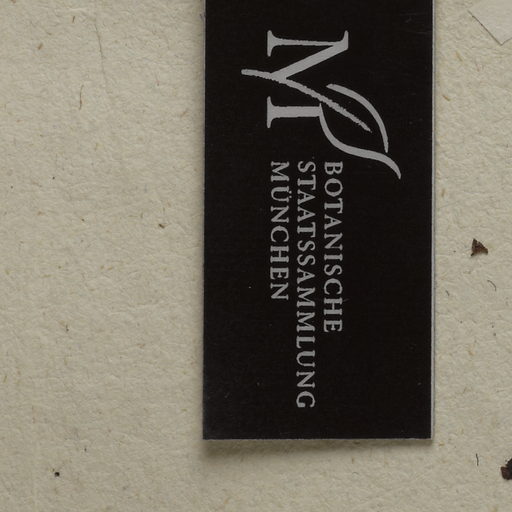 M
BOTANISCHE
STAATSSAMMLUNG
MÜNCHEN